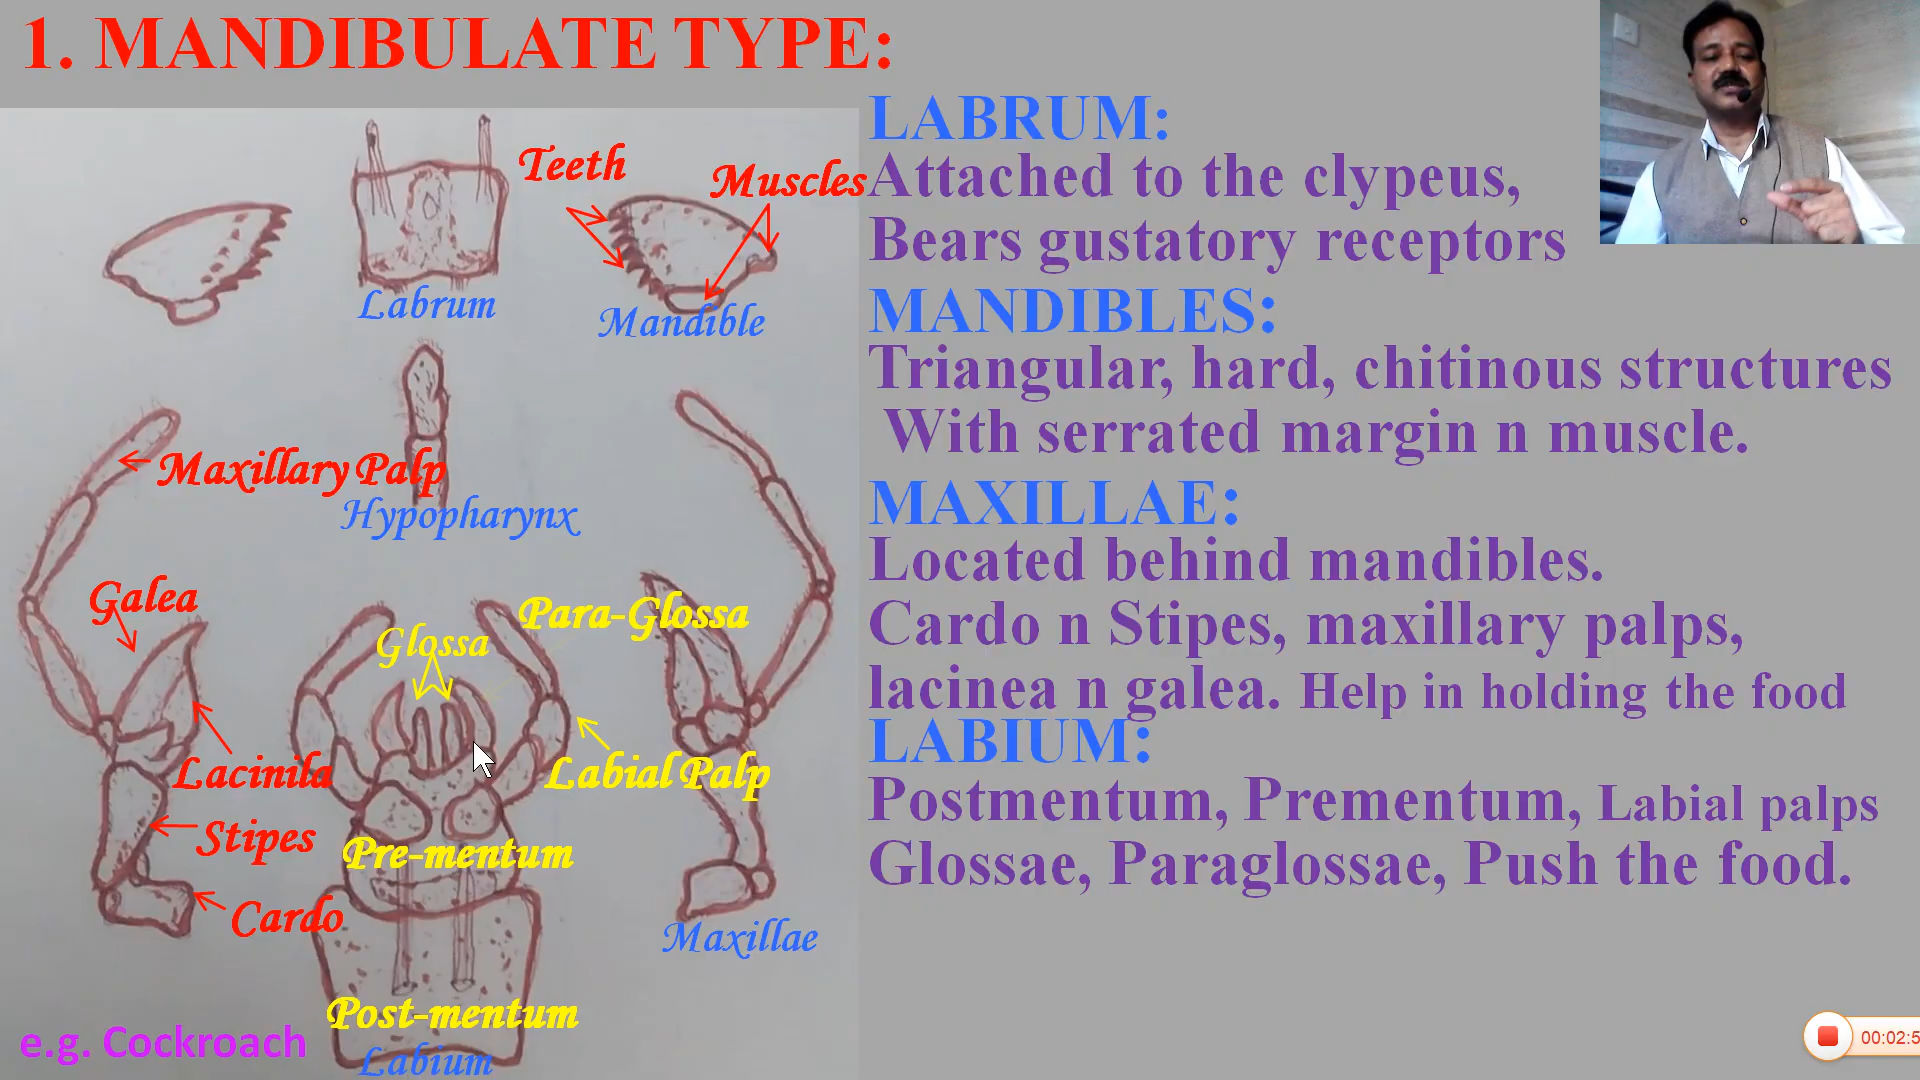 1. MANDIBULATE TYPE:
Teeth
Muscles
Labrum
Mandible
Maxillary Palp
Hypopharynx
Galea
Glossa
Para-Glossa
Lacinila
Labial Palp
Stipes
Pre-mentum
Cardo
Maxillae
Post-mentum
e.g. Cockroach
Labium
LABRUM:
Attached to the clypeus,
Bears gustatory receptors
MANDIBLES:
Triangular, hard, chitinous structures
With serrated margin n muscle.
MAXILLAE:
Located behind mandibles.
Cardo n Stipes, maxillary palps,
lacinea n galea. Help in holding the food
LABIUM:
Postmentum, Prementum, Labial palps
Glossae, Paraglossae, Push the food.
00:02:5